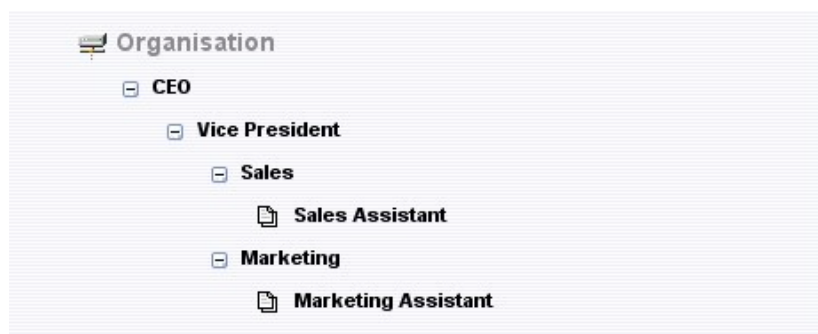 Organisation
CEO
Vice President
Sales
Sales Assistant
Marketing
Marketing Assistant